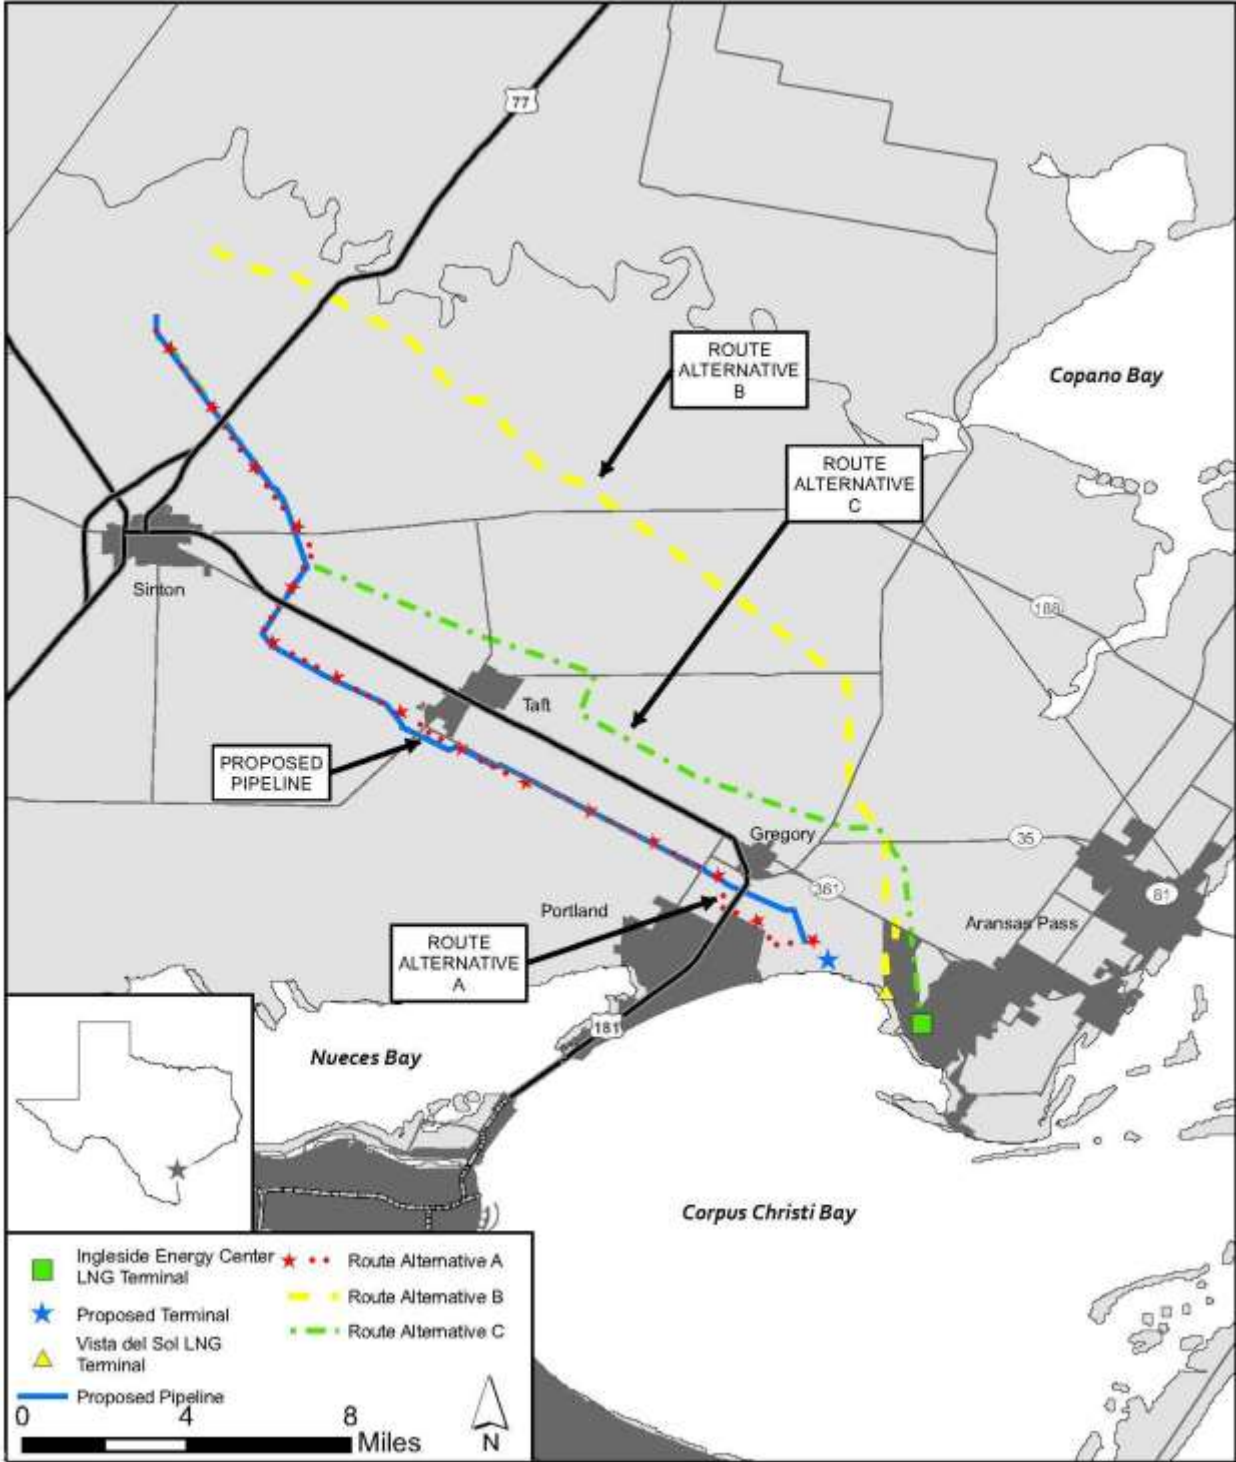 77
ROUTE
ALTERNATIVE
B
Copano Bay
ROUTE
ALTERNATIVE
C
188
Sinton
Taft
PROPOSED
PIPELINE
Gregory
35
361
81
Portland
Aransas Pass
ROUTE
ALTERNATIVE
A
181
Nueces Bay
Corpus Christi Bay
Ingleside Energy Center
LNG Terminal
Proposed Terminal
Vista del Sol LNG
Terminal
Proposed Pipeline
Route Alternative A
Route Alternative B
Route Alternative C
0 4 8
Miles
N